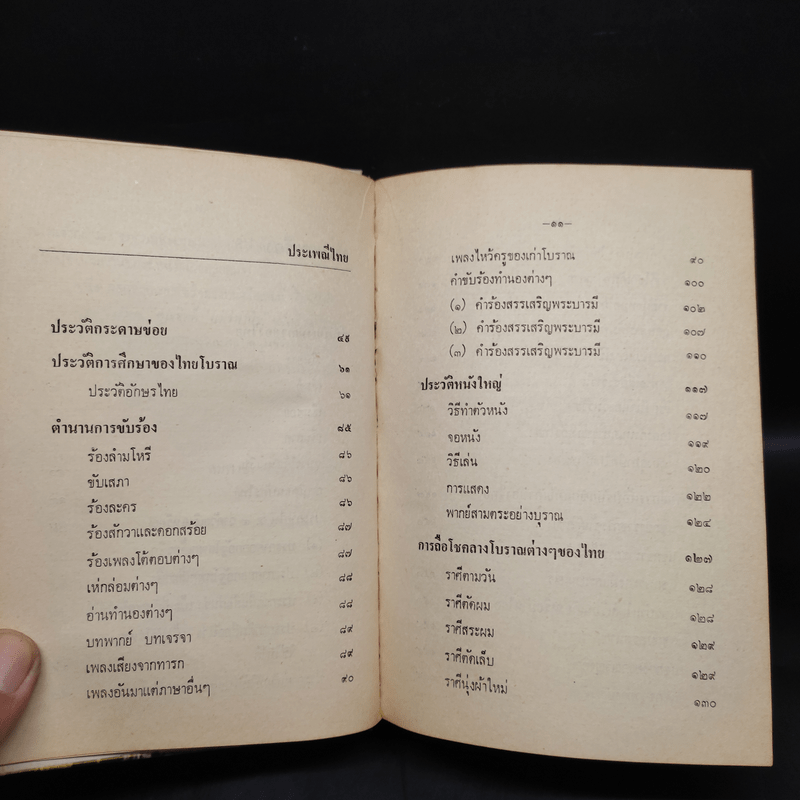 ประเพณีไทย
ประวัติกระดาษข่อย ๔๙
ประวัติการศึกษาของไทยโบราณ ๖๑
ประวัติอักษรไทย ๖๑
ตำนานการขับร้อง ๘๕
ร้องลำมโหรี ๘๖
ขับเสภา ๘๖
ร้องละคร ๘๖
ร้องสักวาและดอกสร้อย ๘๗
ร้องเพลงโต้ตอบต่างๆ ๘๗
เห่กล่อมต่างๆ ๘๘
อ่านทำนองต่างๆ ๘๘
บทพากย์ บทเจรจา ๘๙
เพลงเสียงจากทารก ๘๙
เพลงอันมาแต่ภาษาอื่นๆ ๙๐
—๑๑—
เพลงไหว้ครูของเก่าโบราณ ๙๐
คำขับร้องทำนองต่างๆ ๑๐๐
(๑) คำร้องสรรเสริญพระบารมี ๑๐๒
(๒) คำร้องสรรเสริญพระบารมี ๑๐๗
(๓) คำร้องสรรเสริญพระบารมี ๑๑๐
ประวัติหนังใหญ่ ๑๑๗
วิธีทำตัวหนัง ๑๑๗
จอหนัง ๑๑๙
วิธีเล่น ๑๒๐
การแสดง ๑๒๒
พากย์สามตระอย่างบุราณ ๑๒๔
การถือโชคลางโบราณต่างๆของไทย ๑๒๗
ราศีตามวัน ๑๒๘
ราศีตัดผม ๑๒๘
ราศีสระผม ๑๒๙
ราศีตัดเล็บ ๑๒๙
ราศีนุ่งผ้าใหม่ ๑๓๐